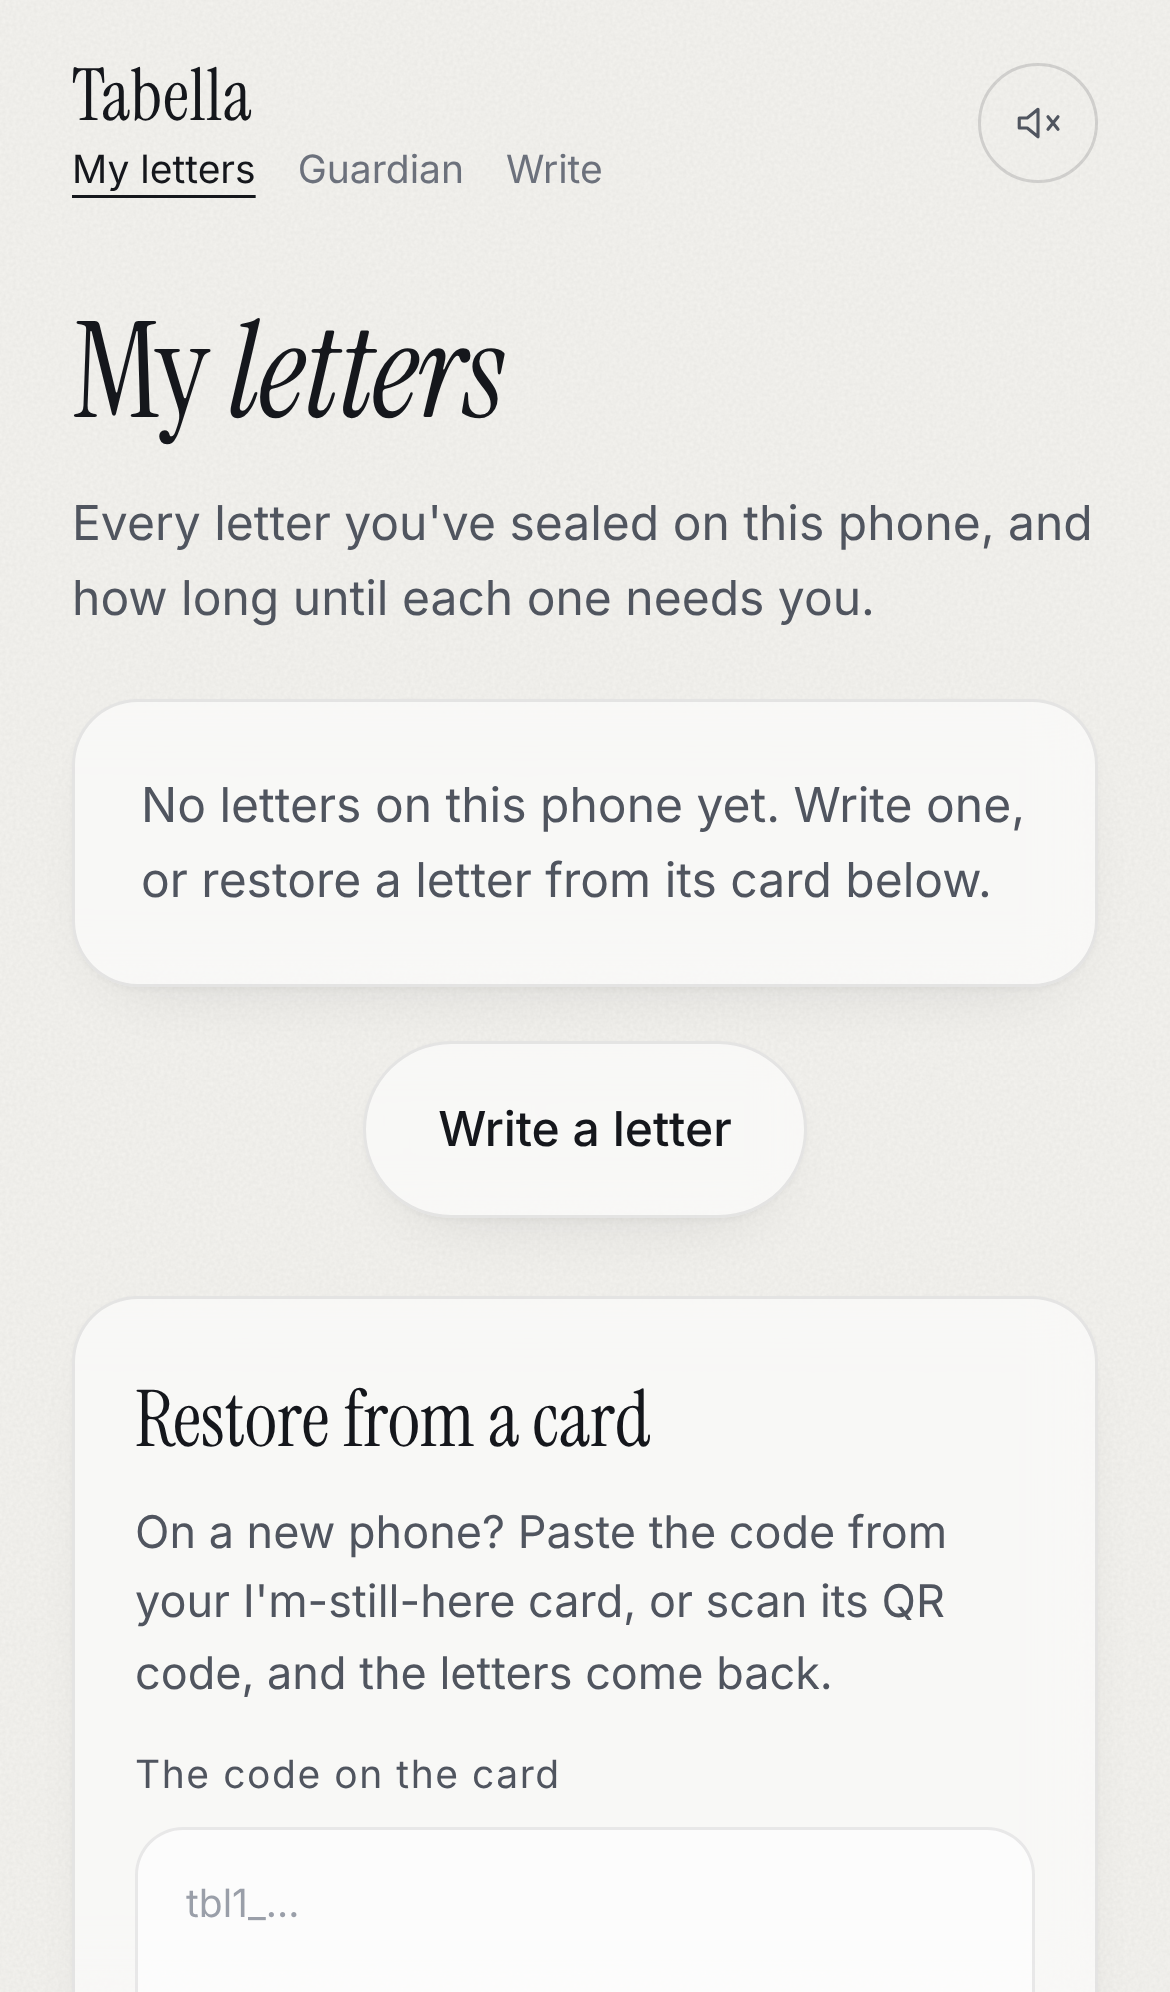 Tabella
My letters Guardian Write
My letters
Every letter you've sealed on this phone, and
how long until each one needs you.
No letters on this phone yet. Write one,
or restore a letter from its card below.
Write a letter
Restore from a card
On a new phone? Paste the code from
your I'm-still-here card, or scan its QR
code, and the letters come back.
The code on the card
tbl1_...